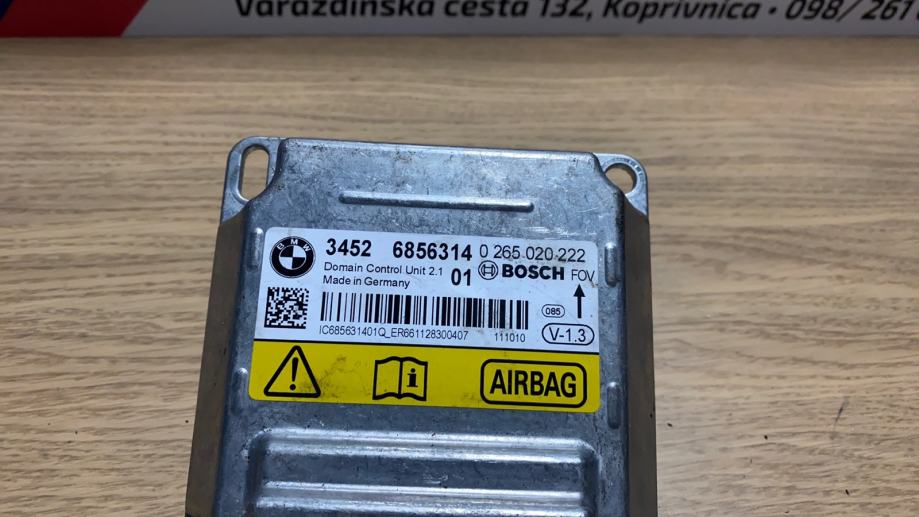 Varaždinska cesta 132, Koprivnica • 098/261
BMW
3452 6856314 0 265 020 222
Domain Control Unit 2.1 01 BOSCH FOV
Made in Germany
085
IC685631401Q_ER661128300407 111010 V-1.3
AIRBAG